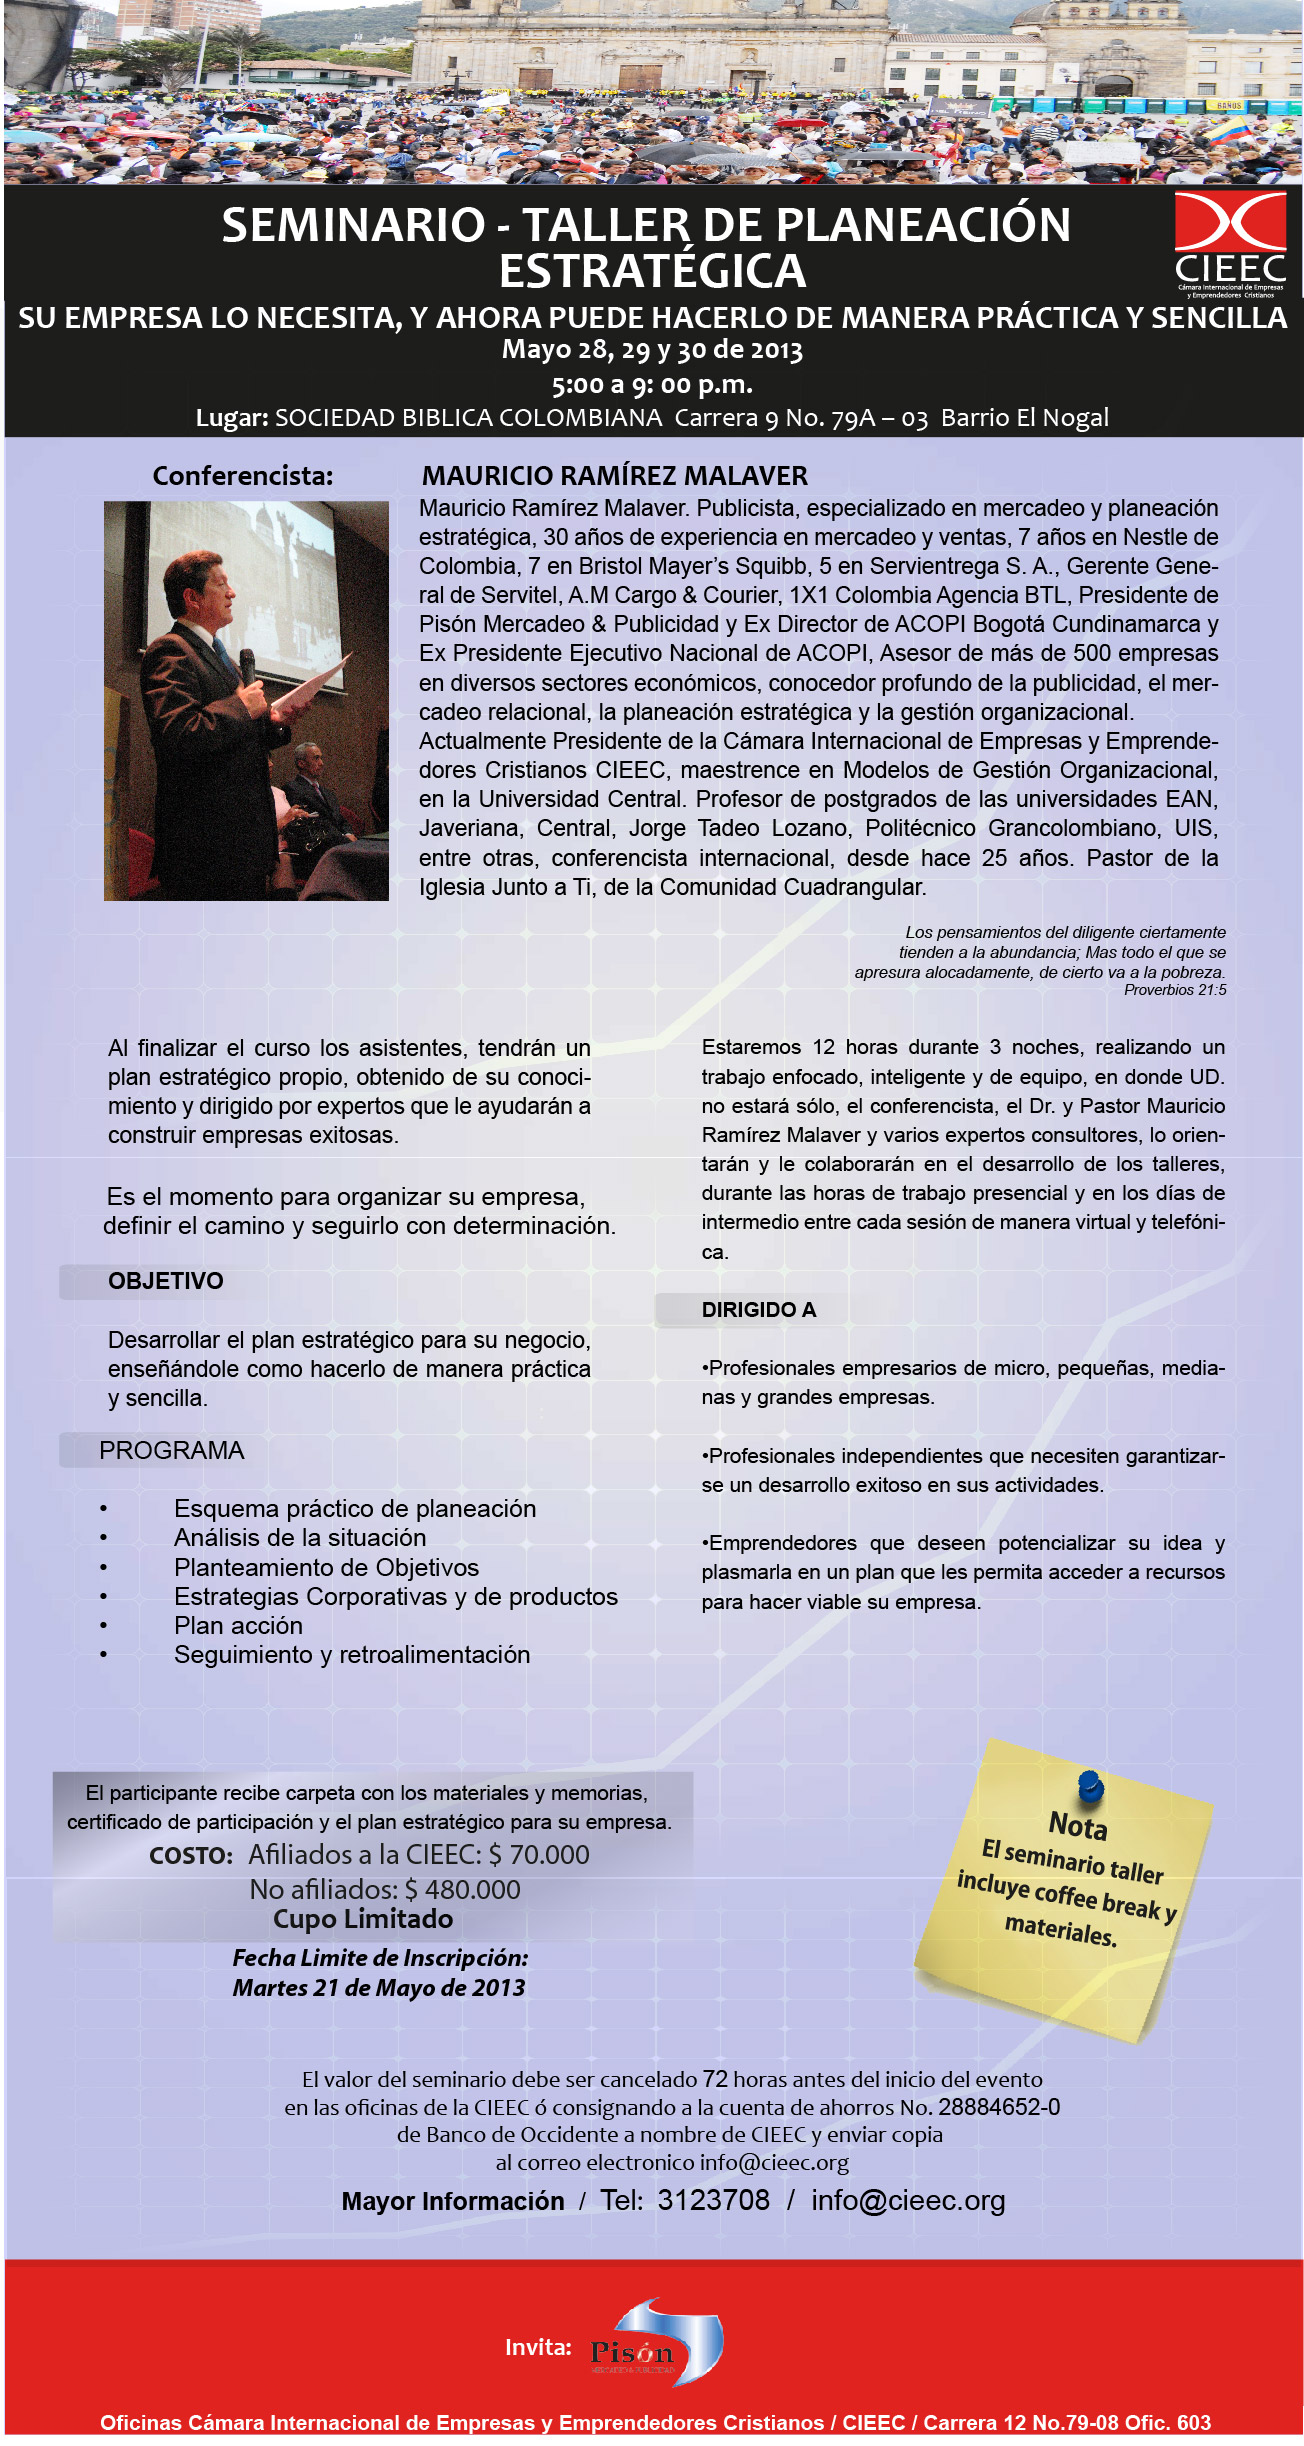 BAÑOS
SEMINARIO - TALLER DE PLANEACIÓN
ESTRATÉGICA
CIEEC
Cámara Internacional de Empresas
y Emprendedores Cristianos
SU EMPRESA LO NECESITA, Y AHORA PUEDE HACERLO DE MANERA PRÁCTICA Y SENCILLA
Mayo 28, 29 y 30 de 2013
5:00 a 9: 00 p.m.
Lugar: SOCIEDAD BIBLICA COLOMBIANA Carrera 9 No. 79A – 03 Barrio El Nogal
Conferencista:
MAURICIO RAMÍREZ MALAVER
Mauricio Ramírez Malaver. Publicista, especializado en mercadeo y planeación
estratégica, 30 años de experiencia en mercadeo y ventas, 7 años en Nestle de
Colombia, 7 en Bristol Mayer’s Squibb, 5 en Servientrega S. A., Gerente Gene-
ral de Servitel, A.M Cargo & Courier, 1X1 Colombia Agencia BTL, Presidente de
Pisón Mercadeo & Publicidad y Ex Director de ACOPI Bogotá Cundinamarca y
Ex Presidente Ejecutivo Nacional de ACOPI, Asesor de más de 500 empresas
en diversos sectores económicos, conocedor profundo de la publicidad, el mer-
cadeo relacional, la planeación estratégica y la gestión organizacional.
Actualmente Presidente de la Cámara Internacional de Empresas y Emprende-
dores Cristianos CIEEC, maestrence en Modelos de Gestión Organizacional,
en la Universidad Central. Profesor de postgrados de las universidades EAN,
Javeriana, Central, Jorge Tadeo Lozano, Politécnico Grancolombiano, UIS,
entre otras, conferencista internacional, desde hace 25 años. Pastor de la
Iglesia Junto a Ti, de la Comunidad Cuadrangular.
Los pensamientos del diligente ciertamente
tienden a la abundancia; Mas todo el que se
apresura alocadamente, de cierto va a la pobreza.
Proverbios 21:5
Al finalizar el curso los asistentes, tendrán un
plan estratégico propio, obtenido de su conoci-
miento y dirigido por expertos que le ayudarán a
construir empresas exitosas.
Es el momento para organizar su empresa,
definir el camino y seguirlo con determinación.
OBJETIVO
Desarrollar el plan estratégico para su negocio,
enseñándole como hacerlo de manera práctica
y sencilla.
PROGRAMA
• Esquema práctico de planeación
• Análisis de la situación
• Planteamiento de Objetivos
• Estrategias Corporativas y de productos
• Plan acción
• Seguimiento y retroalimentación
Estaremos 12 horas durante 3 noches, realizando un
trabajo enfocado, inteligente y de equipo, en donde UD.
no estará sólo, el conferencista, el Dr. y Pastor Mauricio
Ramírez Malaver y varios expertos consultores, lo orien-
tarán y le colaborarán en el desarrollo de los talleres,
durante las horas de trabajo presencial y en los días de
intermedio entre cada sesión de manera virtual y telefóni-
ca.
DIRIGIDO A
•Profesionales empresarios de micro, pequeñas, media-
nas y grandes empresas.
•Profesionales independientes que necesiten garantizar-
se un desarrollo exitoso en sus actividades.
•Emprendedores que deseen potencializar su idea y
plasmarla en un plan que les permita acceder a recursos
para hacer viable su empresa.
El participante recibe carpeta con los materiales y memorias,
certificado de participación y el plan estratégico para su empresa.
COSTO: Afiliados a la CIEEC: $ 70.000
No afiliados: $ 480.000
Cupo Limitado
Fecha Limite de Inscripción:
Martes 21 de Mayo de 2013
Nota
El seminario taller
incluye coffee break y
materiales.
El valor del seminario debe ser cancelado 72 horas antes del inicio del evento
en las oficinas de la CIEEC ó consignando a la cuenta de ahorros No. 28884652-0
de Banco de Occidente a nombre de CIEEC y enviar copia
al correo electronico info@cieec.org
Mayor Información / Tel: 3123708 / info@cieec.org
Invita:
Pisón
MERCADEO & PUBLICIDAD
Oficinas Cámara Internacional de Empresas y Emprendedores Cristianos / CIEEC / Carrera 12 No.79-08 Ofic. 603